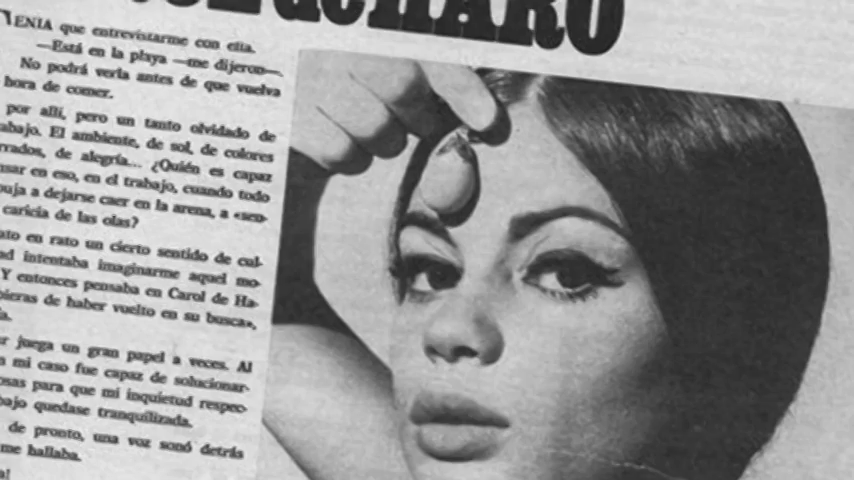 CHARO
TENIA que entrevistarme con ella.
—Está en la playa —me dijeron—.
No podrá verla antes de que vuelva
hora de comer.
por allí, pero un tanto olvidado de
abajo. El ambiente, de sol, de colores
rrados, de alegría... ¿Quién es capaz
nsar en eso, en el trabajo, cuando todo
puja a dejarse caer en la arena, a «sen-
caricia de las olas?
ato en rato un cierto sentido de cul-
ad intentaba imaginarme aquel mo-
Y entonces pensaba en Carol de Ha-
bieras de haber vuelto en su busca»,
a.
r juega un gran papel a veces. Al
n mi caso fue capaz de solucionar-
osas para que mi inquietud respec-
bajo quedase tranquilizada.
de pronto, una voz sonó detrás
me hallaba.
a!